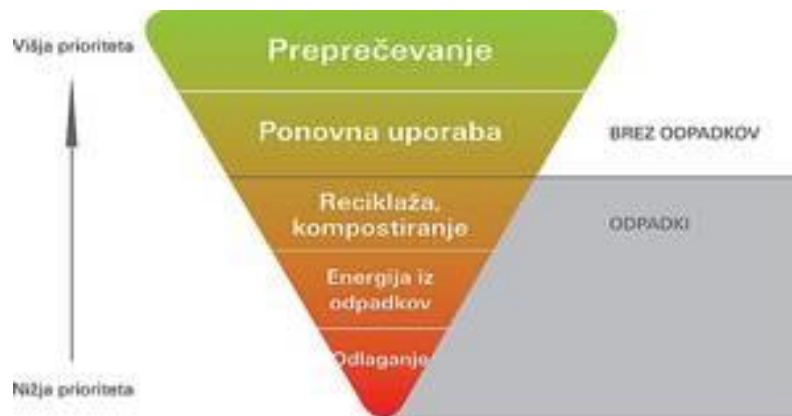 Višja prioriteta
Preprečevanje
Ponovna uporaba
BREZ ODPADKOV
Reciklaža,
kompostiranje
ODPADKI
Energija iz
odpadkov
Odlaganje
Nižja prioriteta